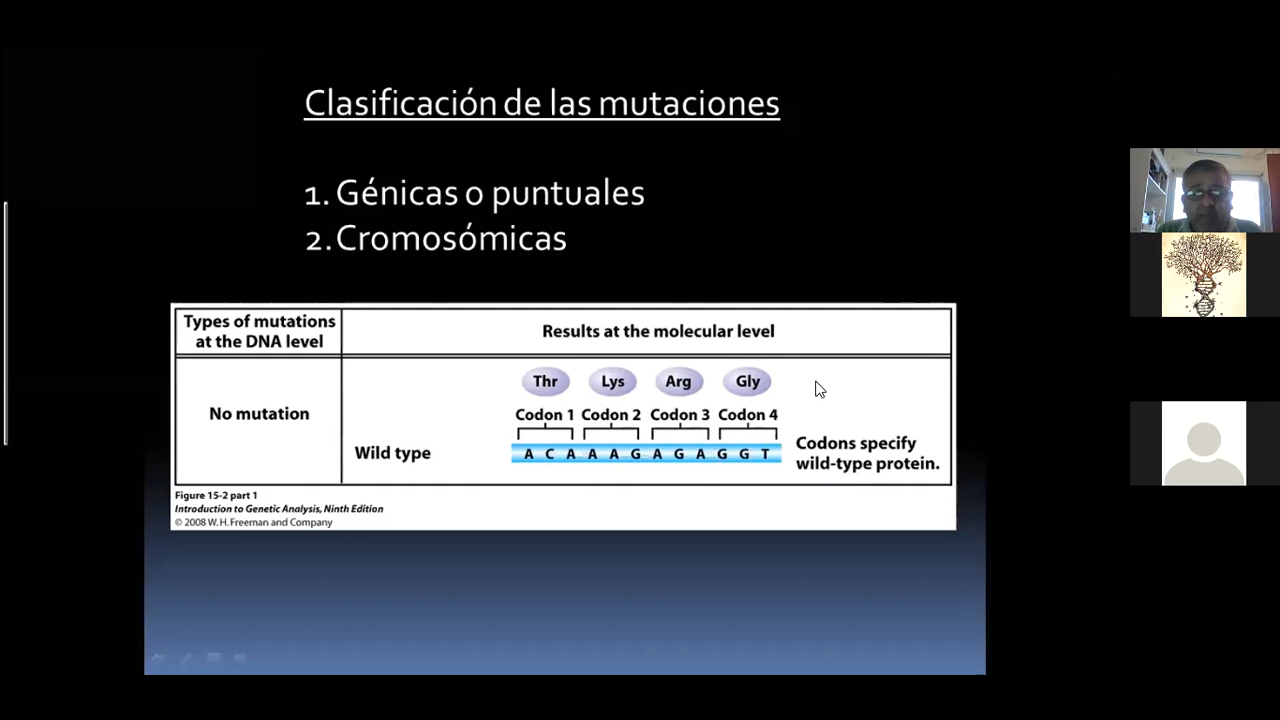 Clasificación de las mutaciones
1. Génicas o puntuales
2. Cromosómicas
Types of mutations
at the DNA level
Results at the molecular level
No mutation
Wild type
Thr Lys Arg Gly
Codon 1 Codon 2 Codon 3 Codon 4
A C A A A G A G A G G T
Codons specify
wild-type protein.
Figure 15-2 part 1
Introduction to Genetic Analysis, Ninth Edition
© 2008 W. H. Freeman and Company